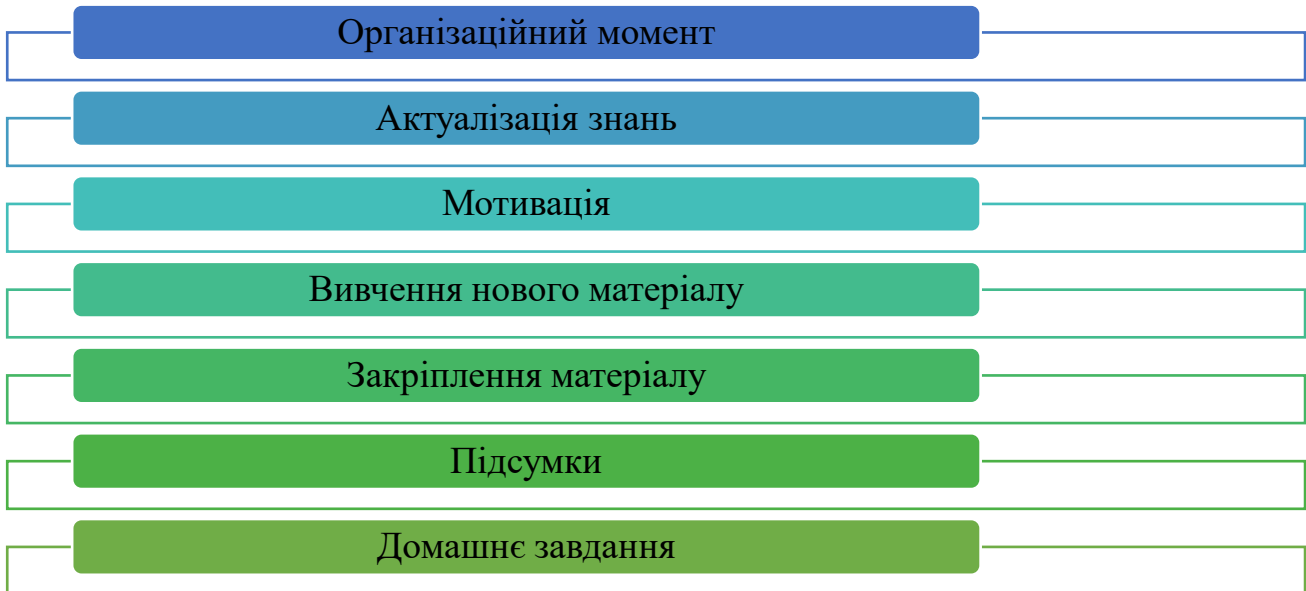 Організаційний момент
Актуалізація знань
Мотивація
Вивчення нового матеріалу
Закріплення матеріалу
Підсумки
Домашнє завдання